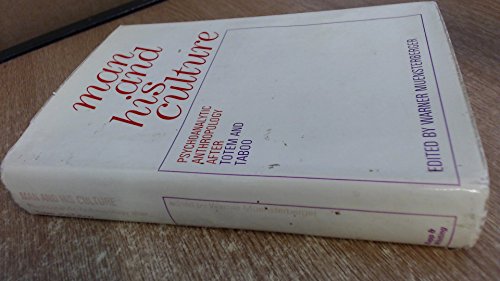 man and
his
culture
PSYCHOANALYTIC
ANTHROPOLOGY
AFTER
TOTEM AND
TABOO
EDITED BY WARNER MUENSTERBERGER
MAN AND HIS CULTURE